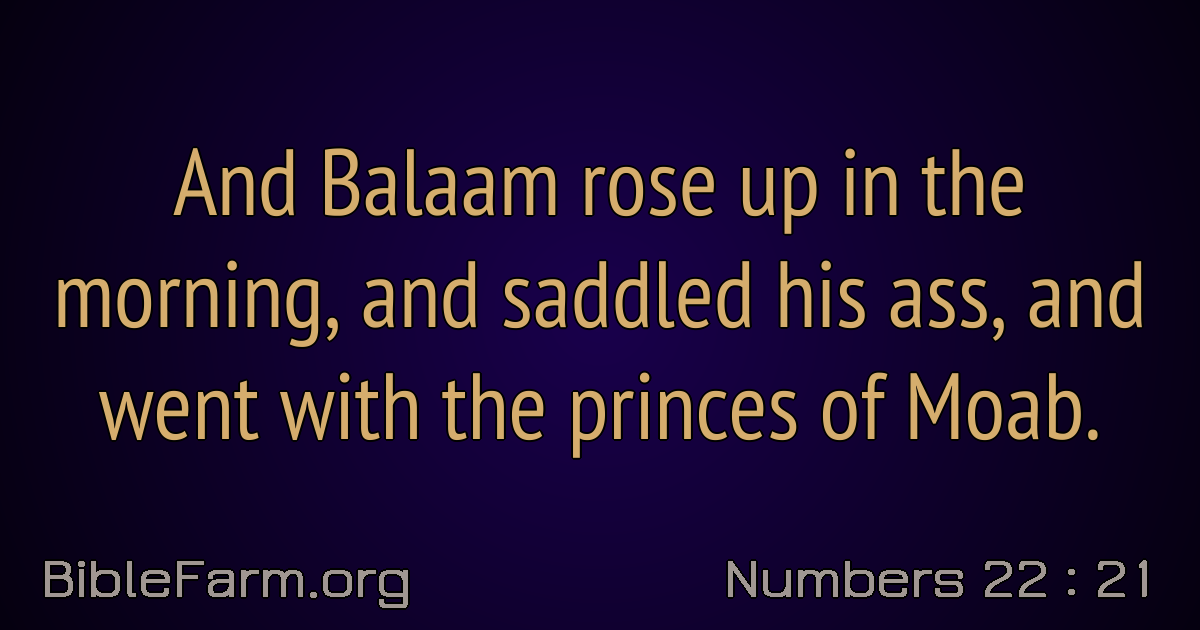 And Balaam rose up in the
morning, and saddled his ass, and
went with the princes of Moab.
BibleFarm.org
Numbers 22 : 21